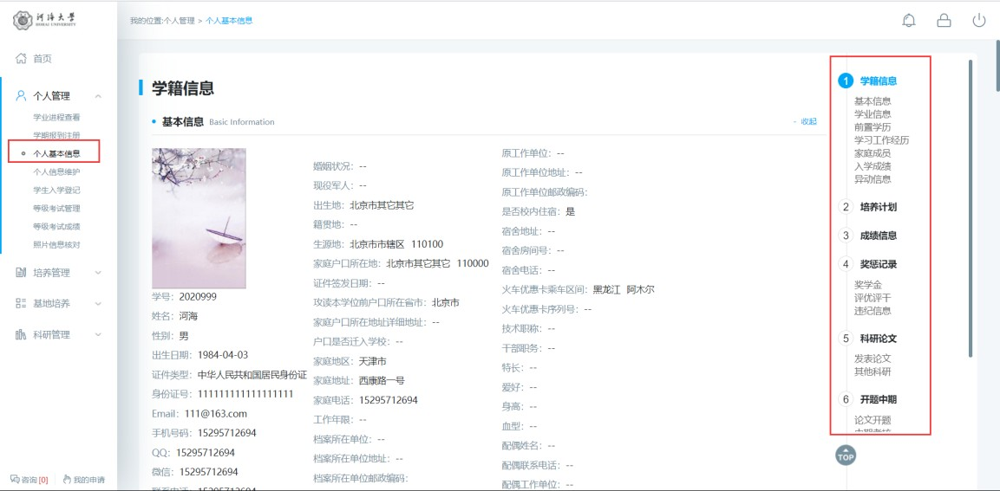 河海大学
HOHAI UNIVERSITY
我的位置:个人管理 > 个人基本信息
首页
个人管理
学业进程查看
学期报到注册
个人基本信息
个人信息维护
学生入学登记
等级考试管理
等级考试成绩
照片信息核对
培养管理
基地培养
科研管理
咨询[0]
我的申请
学籍信息
基本信息 Basic Information
- 收起
学号: 2020999
姓名: 河海
性别: 男
出生日期: 1984-04-03
证件类型: 中华人民共和国居民身份证
身份证号: 111111111111111111
Email: 111@163.com
手机号码: 15295712694
QQ: 15295712694
微信: 15295712694
联系电话: 15295712694
婚姻状况: --
现役军人: --
出生地: 北京市其它其它
籍贯地: --
生源地: 北京市市辖区 110100
家庭户口所在地: 北京市其它其它 110000
证件签发日期: --
攻读本学位前户口所在省市: 北京市
家庭户口所在地址详细地址: --
户口是否迁入学校: --
家庭地区: 天津市
家庭地址: 西康路一号
家庭电话: 15295712694
工作年限: --
档案所在单位: --
档案所在单位地址: --
档案所在单位邮政编码:
原工作单位: --
原工作单位地址: --
原工作单位邮政编码:
是否校内住宿: 是
宿舍地址: --
宿舍房间号: --
宿舍电话: --
火车优惠卡乘车区间: 黑龙江 阿木尔
火车优惠卡序列号: --
技术职称: --
干部职务: --
特长: --
爱好: --
身高: --
血型: --
配偶姓名: --
配偶联系电话: --
配偶工作单位: --
1 学籍信息
基本信息
学业信息
前置学历
学习工作经历
家庭成员
入学成绩
异动信息
2 培养计划
3 成绩信息
4 奖惩记录
奖学金
评优评干
违纪信息
5 科研论文
发表论文
其他科研
6 开题中期
论文开题
中期考核
TOP